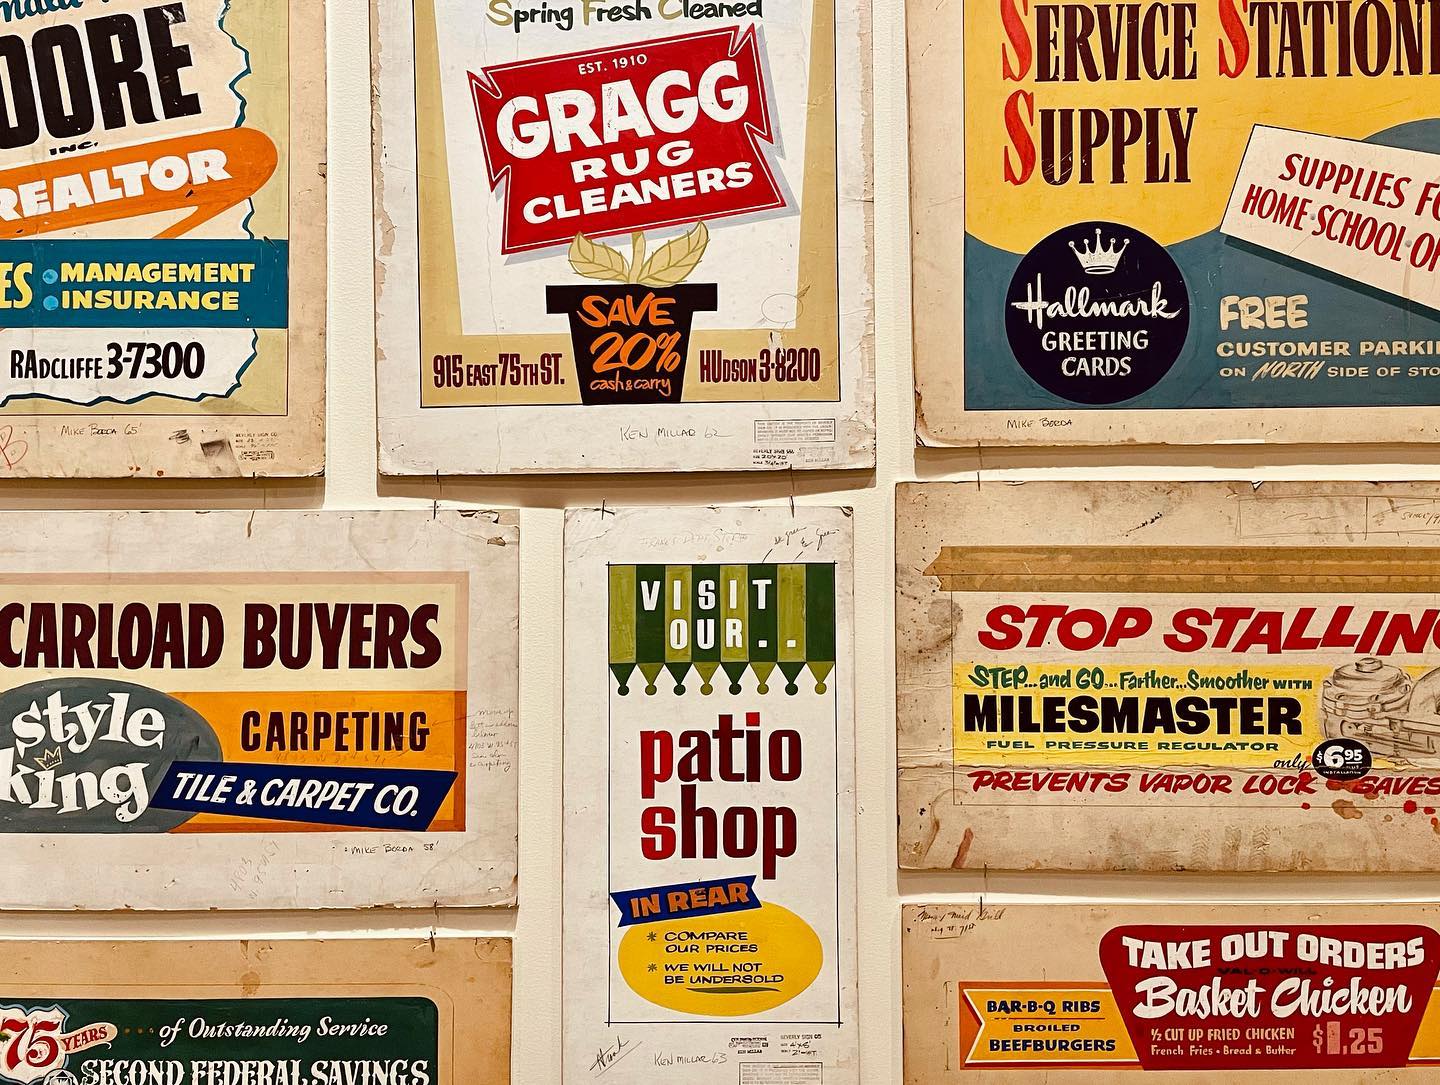 OORE
INC.
REALTOR
ES • MANAGEMENT
• INSURANCE
RADCLIFFE 3-7300
MIKE BORDA 65'
Spring Fresh Cleaned
EST. 1910
GRAGG
RUG
CLEANERS
SAVE
20%
cash & carry
915 EAST 75TH ST.
HUDSON 3-8200
KEN MILLAR 62
SERVICE STATION
SUPPLY
SUPPLIES FO
HOME·SCHOOL·OF
Hallmark
GREETING
CARDS
FREE
CUSTOMER PARKI
ON NORTH SIDE OF STO
MIKE BORDA
CARLOAD BUYERS
style
king
CARPETING
TILE & CARPET CO.
MIKE BORDA 58'
VISIT
OUR..
patio
shop
IN REAR
* COMPARE
OUR PRICES
* WE WILL NOT
BE UNDERSOLD
KEN MILLAR 63
BEVERLY SIGN CO.
STOP STALLING
STEP...and GO...Farther...Smoother WITH
MILESMASTER
FUEL PRESSURE REGULATOR
only $6.95
PLUS
INSTALLATION
PREVENTS VAPOR LOCK · SAVES
75 YEARS
of Outstanding Service
SECOND FEDERAL SAVINGS
TAKE OUT ORDERS
Basket Chicken
½ CUT UP FRIED CHICKEN
French Fries • Bread & Butter
$1.25
BAR-B-Q RIBS
BROILED
BEEFBURGERS